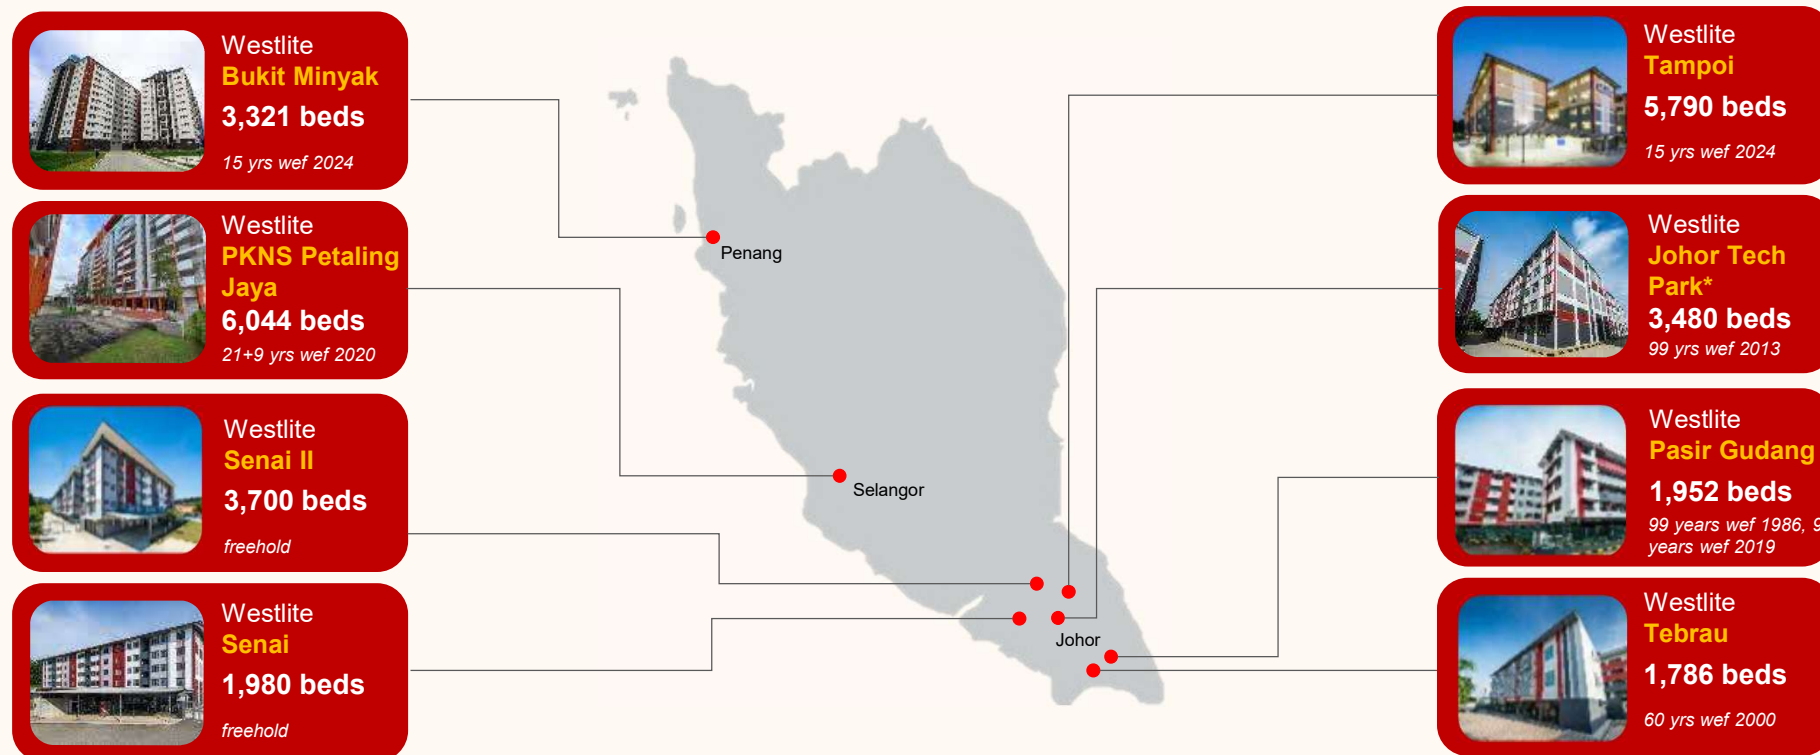 Westlite
Bukit Minyak
3,321 beds
15 yrs wef 2024
Westlite
PKNS Petaling
Jaya
6,044 beds
21+9 yrs wef 2020
Westlite
Senai II
3,700 beds
freehold
Westlite
Senai
1,980 beds
freehold
Penang
Selangor
Johor
Westlite
Tampoi
5,790 beds
15 yrs wef 2024
Westlite
Johor Tech
Park*
3,480 beds
99 yrs wef 2013
Westlite
Pasir Gudang
1,952 beds
99 years wef 1986, 9
years wef 2019
Westlite
Tebrau
1,786 beds
60 yrs wef 2000